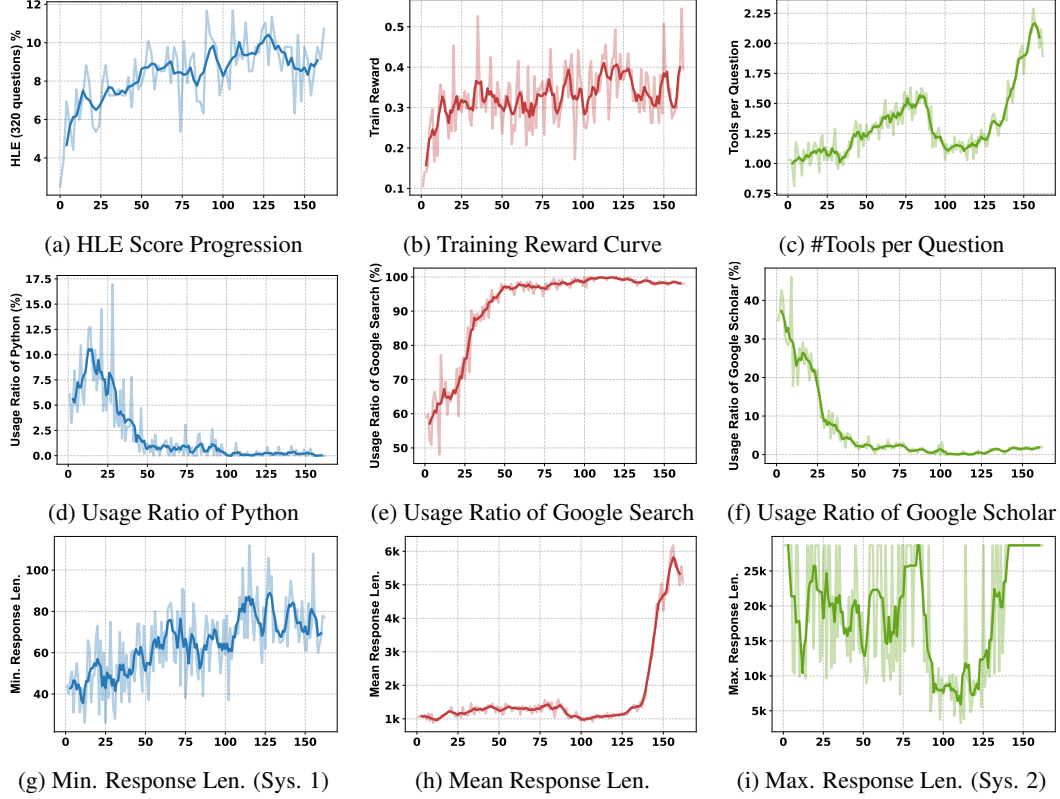 HLE (320 questions) %
12
10
8
6
4
0 25 50 75 100 125 150
(a) HLE Score Progression
Train Reward
0.5
0.4
0.3
0.2
0.1
0 25 50 75 100 125 150
(b) Training Reward Curve
Tools per Question
2.25
2.00
1.75
1.50
1.25
1.00
0.75
0 25 50 75 100 125 150
(c) #Tools per Question
Usage Ratio of Python (%)
17.5
15.0
12.5
10.0
7.5
5.0
2.5
0.0
0 25 50 75 100 125 150
(d) Usage Ratio of Python
Usage Ratio of Google Search (%)
100
90
80
70
60
50
0 25 50 75 100 125 150
(e) Usage Ratio of Google Search
Usage Ratio of Google Scholar (%)
40
30
20
10
0
0 25 50 75 100 125 150
(f) Usage Ratio of Google Scholar
Min. Response Len.
100
80
60
40
0 25 50 75 100 125 150
(g) Min. Response Len. (Sys. 1)
Mean Response Len.
6k
5k
4k
3k
2k
1k
0 25 50 75 100 125 150
(h) Mean Response Len.
Max. Response Len.
25k
20k
15k
10k
5k
0 25 50 75 100 125 150
(i) Max. Response Len. (Sys. 2)